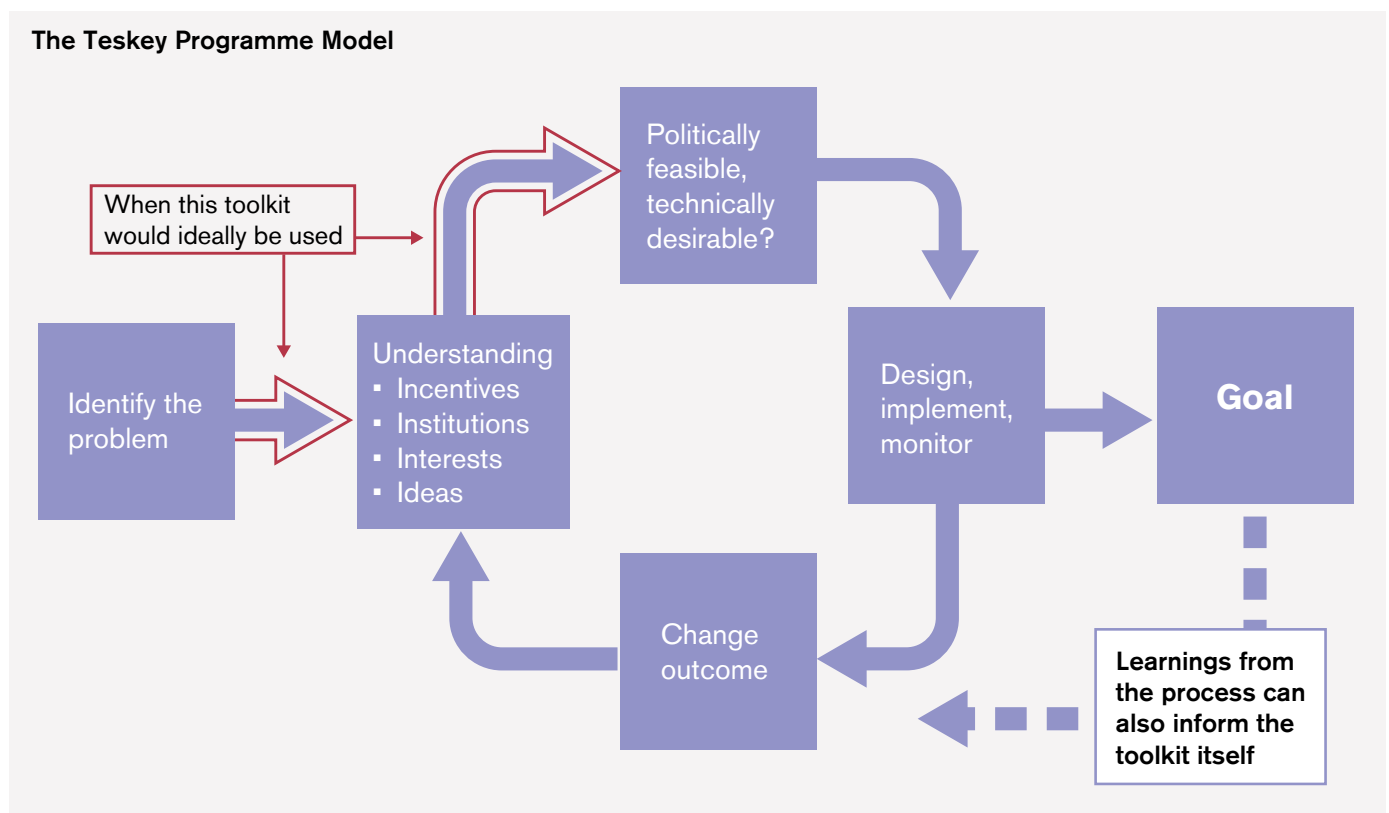 The Teskey Programme Model
When this toolkit
would ideally be used
Identify the
problem
Understanding
▪ Incentives
▪ Institutions
▪ Interests
▪ Ideas
Politically
feasible,
technically
desirable?
Design,
implement,
monitor
Goal
Change
outcome
Learnings from
the process can
also inform the
toolkit itself